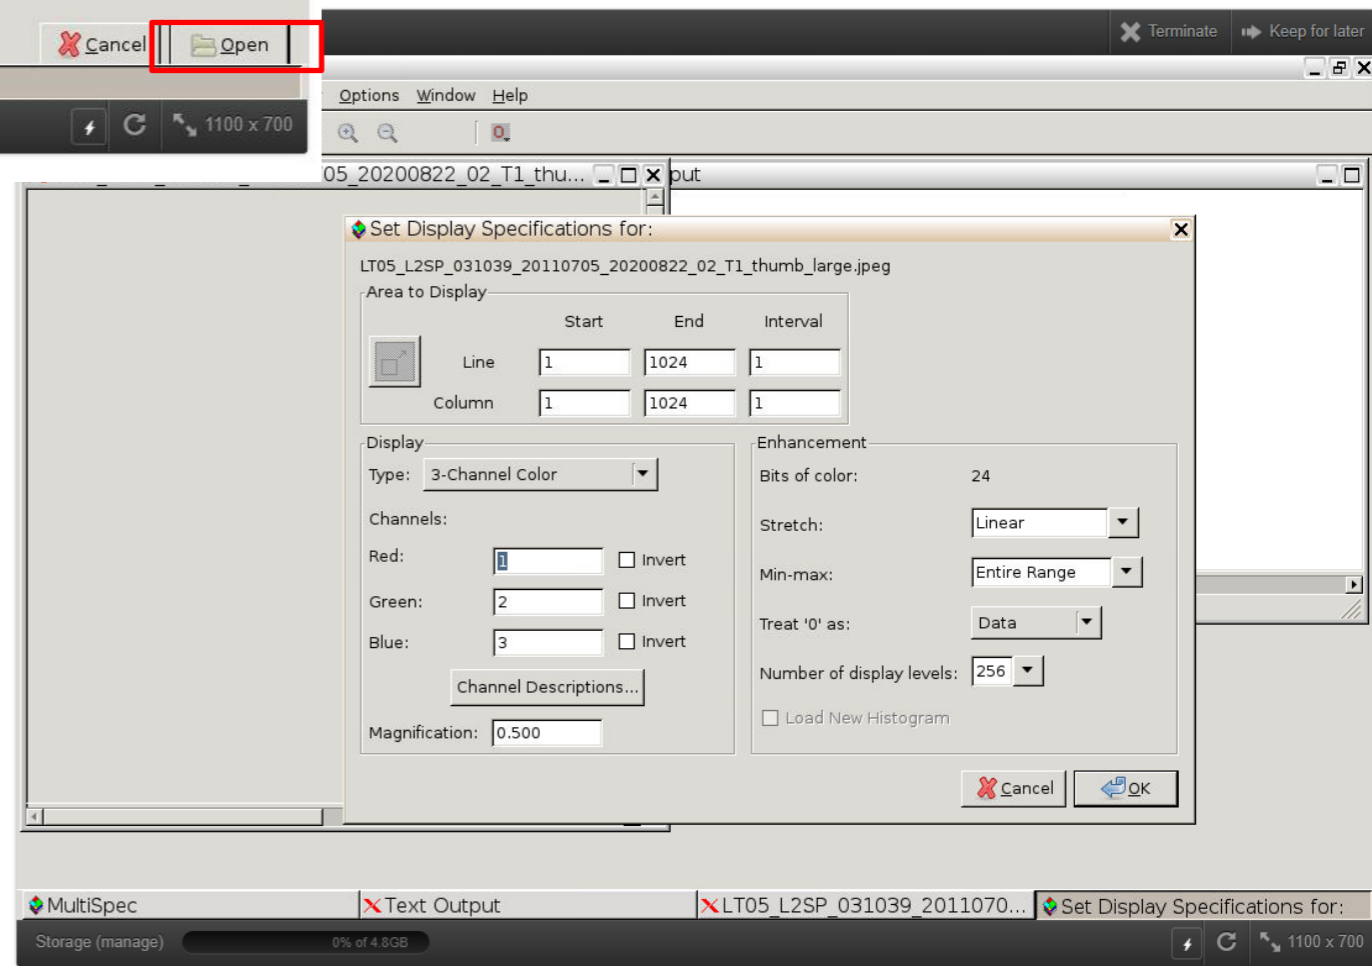 Cancel Open
1100 x 700
Terminate Keep for later
Options Window Help
05_20200822_02_T1_thu... put
Set Display Specifications for:
LT05_L2SP_031039_20110705_20200822_02_T1_thumb_large.jpeg
Area to Display
Start End Interval
Line 1 1024 1
Column 1 1024 1
Display
Type: 3-Channel Color
Channels:
Red: 1 Invert
Green: 2 Invert
Blue: 3 Invert
Channel Descriptions...
Magnification: 0.500
Enhancement
Bits of color: 24
Stretch: Linear
Min-max: Entire Range
Treat '0' as: Data
Number of display levels: 256
Load New Histogram
Cancel OK
MultiSpec Text Output LT05_L2SP_031039_2011070... Set Display Specifications for:
Storage (manage) 0% of 4.8GB 1100 x 700